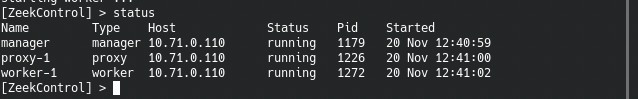 Starting worker ...
[ZeekControl] > status
Name         Type    Host             Status    Pid    Started
manager      manager 10.71.0.110      running   1179   20 Nov 12:40:59
proxy-1      proxy   10.71.0.110      running   1226   20 Nov 12:41:00
worker-1     worker  10.71.0.110      running   1272   20 Nov 12:41:02
[ZeekControl] >